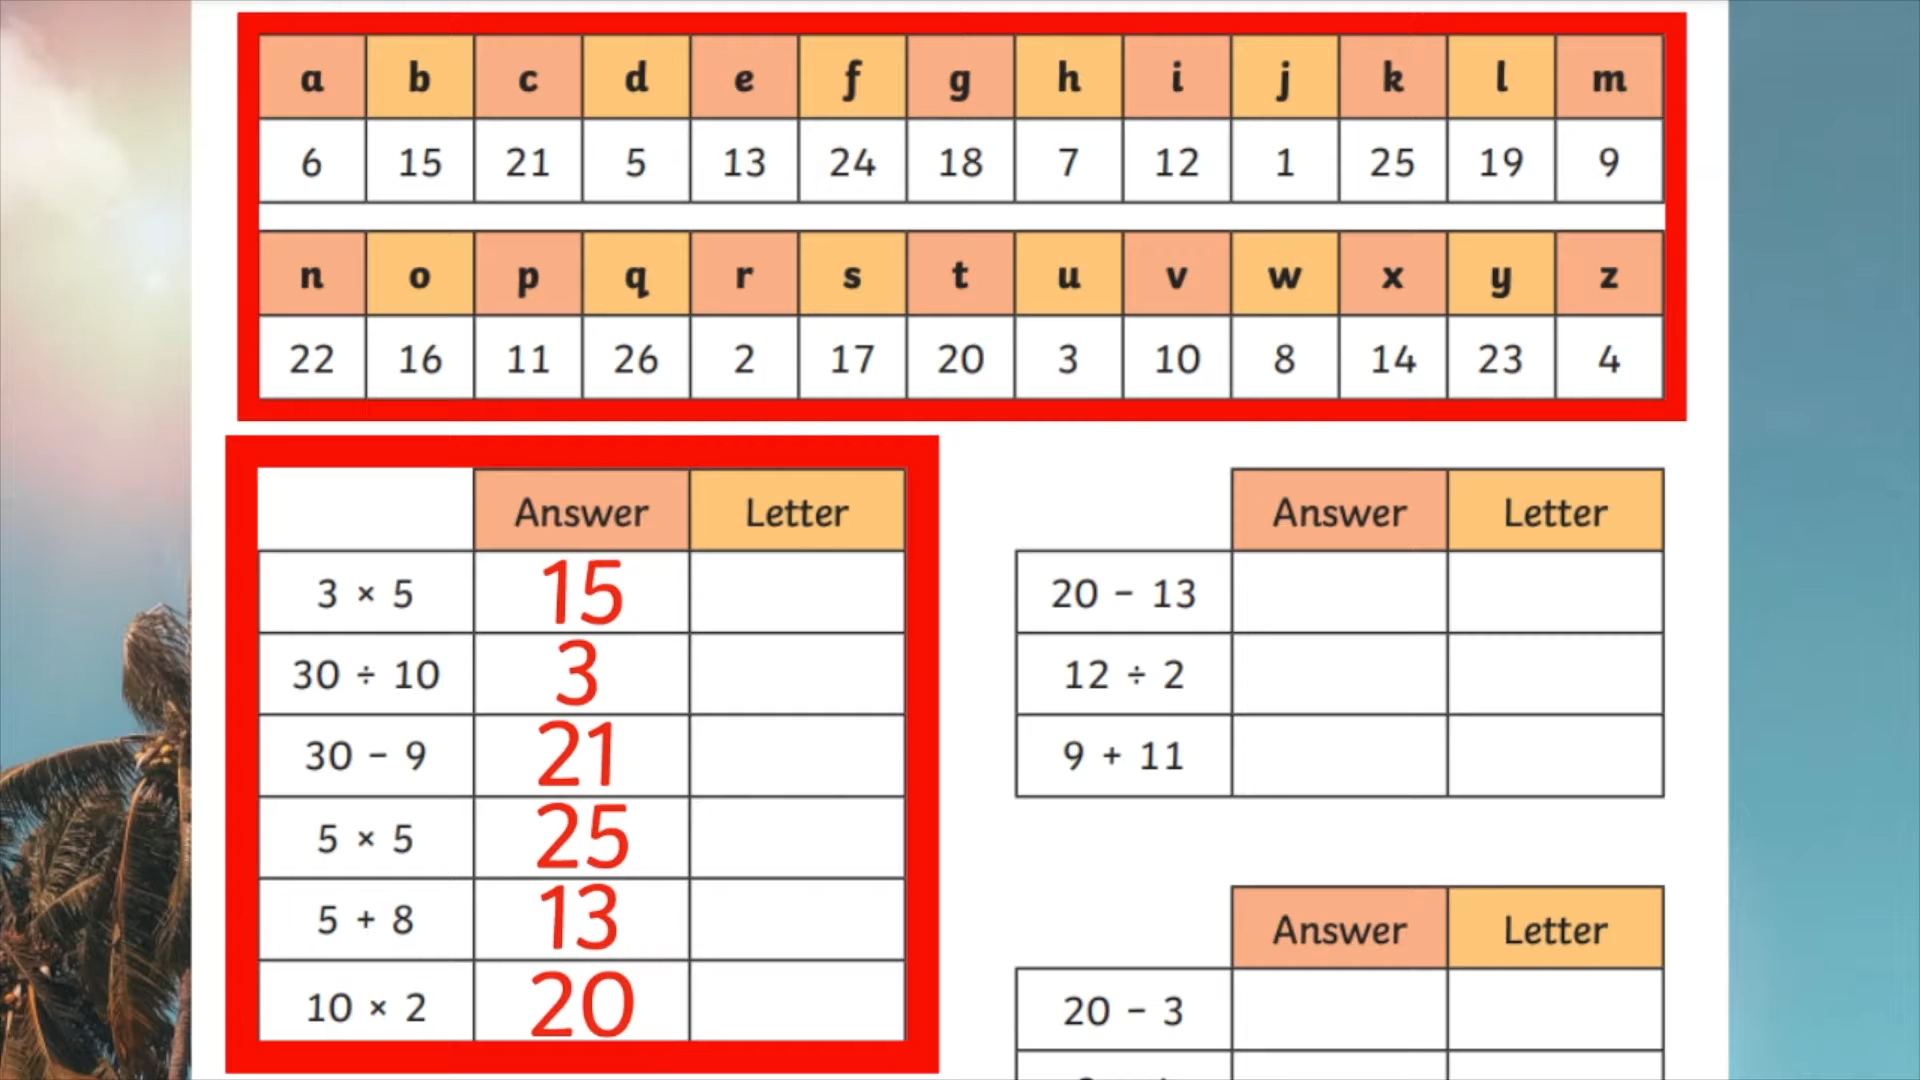 a b c d e f g h i j k l m
6 15 21 5 13 24 18 7 12 1 25 19 9
n o p q r s t u v w x y z
22 16 11 26 2 17 20 3 10 8 14 23 4
Answer Letter
3 × 5 15
30 ÷ 10 3
30 − 9 21
5 × 5 25
5 + 8 13
10 × 2 20
Answer Letter
20 − 13
12 ÷ 2
9 + 11
Answer Letter
20 − 3